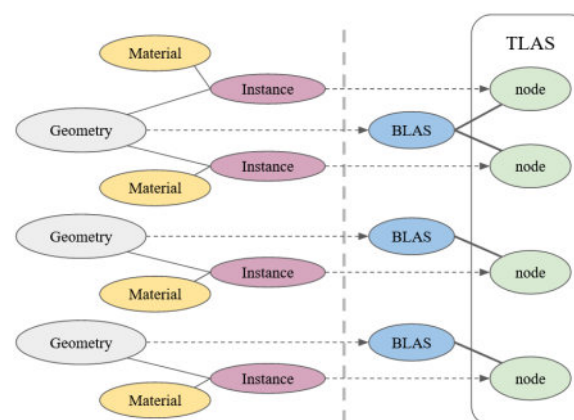 TLAS
Material
Instance
node
Geometry
BLAS
Instance
node
Material
Geometry
BLAS
Instance
node
Material
Geometry
BLAS
Instance
node
Material